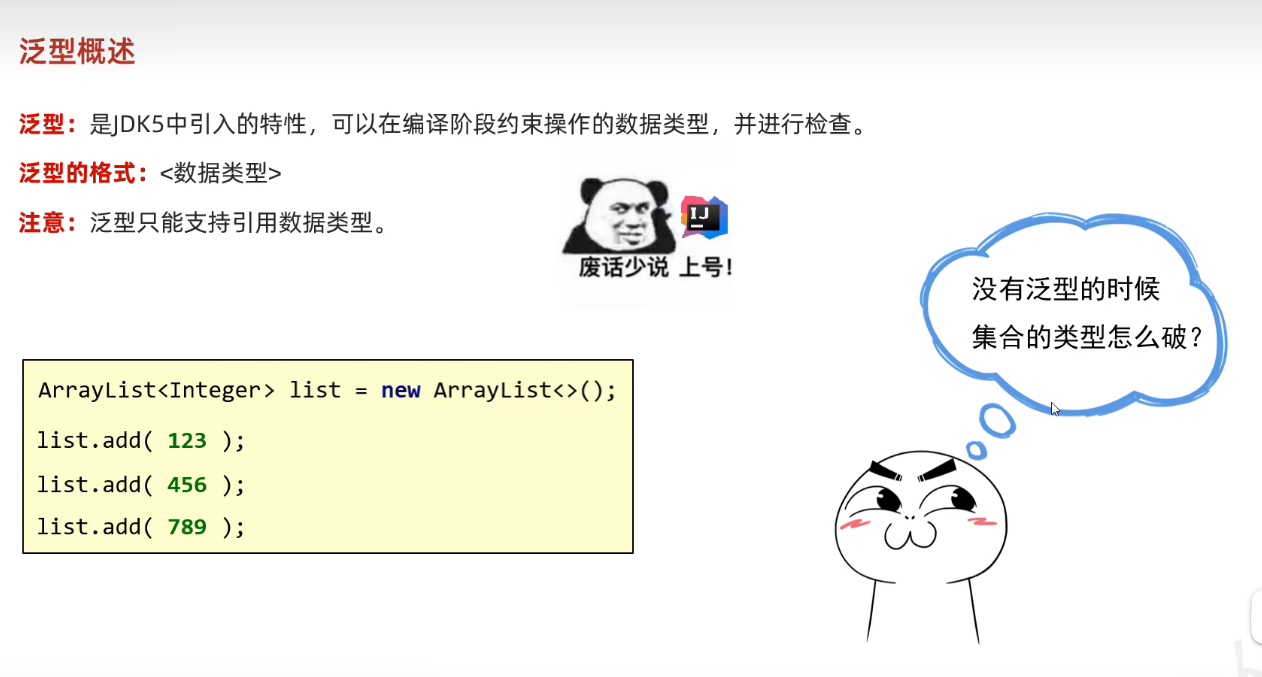 泛型概述
泛型：是JDK5中引入的特性，可以在编译阶段约束操作的数据类型，并进行检查。
泛型的格式：<数据类型>
注意：泛型只能支持引用数据类型。
IJ
废话少说 上号！
没有泛型的时候
集合的类型怎么破？
ArrayList<Integer> list = new ArrayList<>();
list.add( 123 );
list.add( 456 );
list.add( 789 );